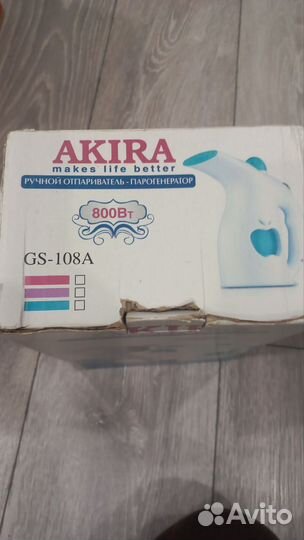 AKIRA
makes life better
РУЧНОЙ ОТПАРИВАТЕЛЬ - ПАРОГЕНЕРАТОР
800Вт
GS-108A
Avito